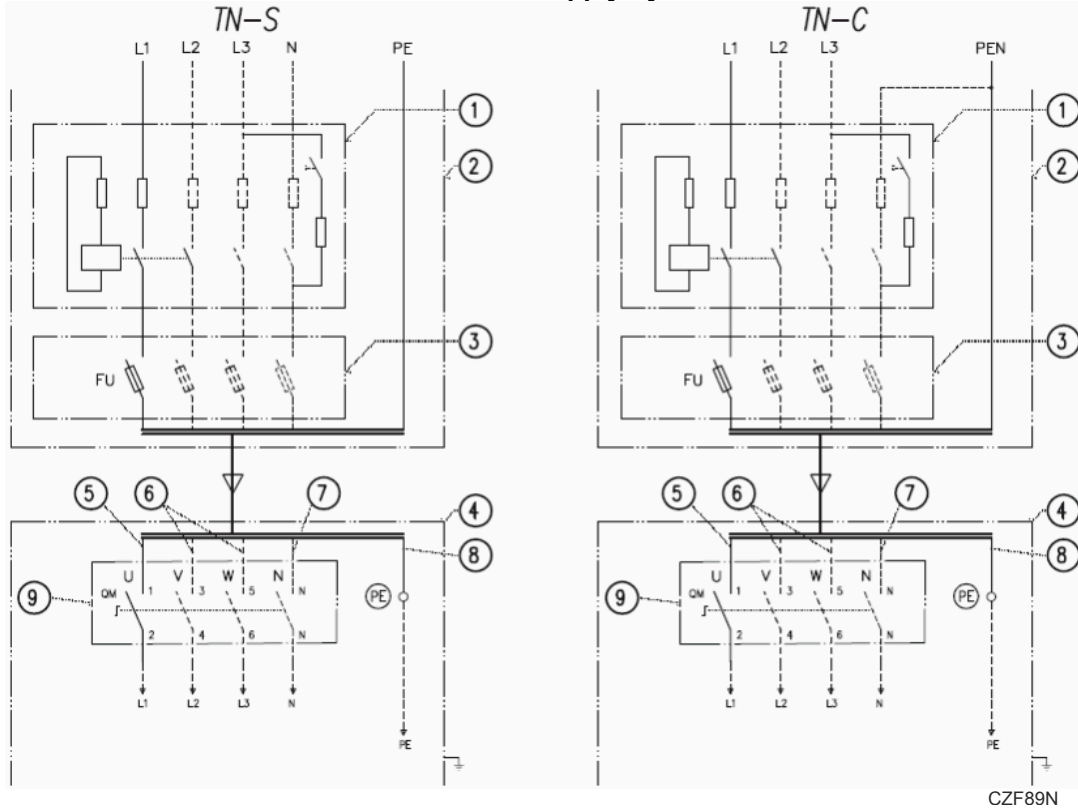 TN-S
L1 L2 L3 N PE
1
2
3
FU
5 6 7
4
8
9
U V W N
QM 1 3 5 N
PE
2 4 6 N
L1 L2 L3 N
PE
TN-C
L1 L2 L3 PEN
1
2
3
FU
5 6 7
4
8
9
U V W N
QM 1 3 5 N
PE
2 4 6 N
L1 L2 L3 N
PE
CZF89N